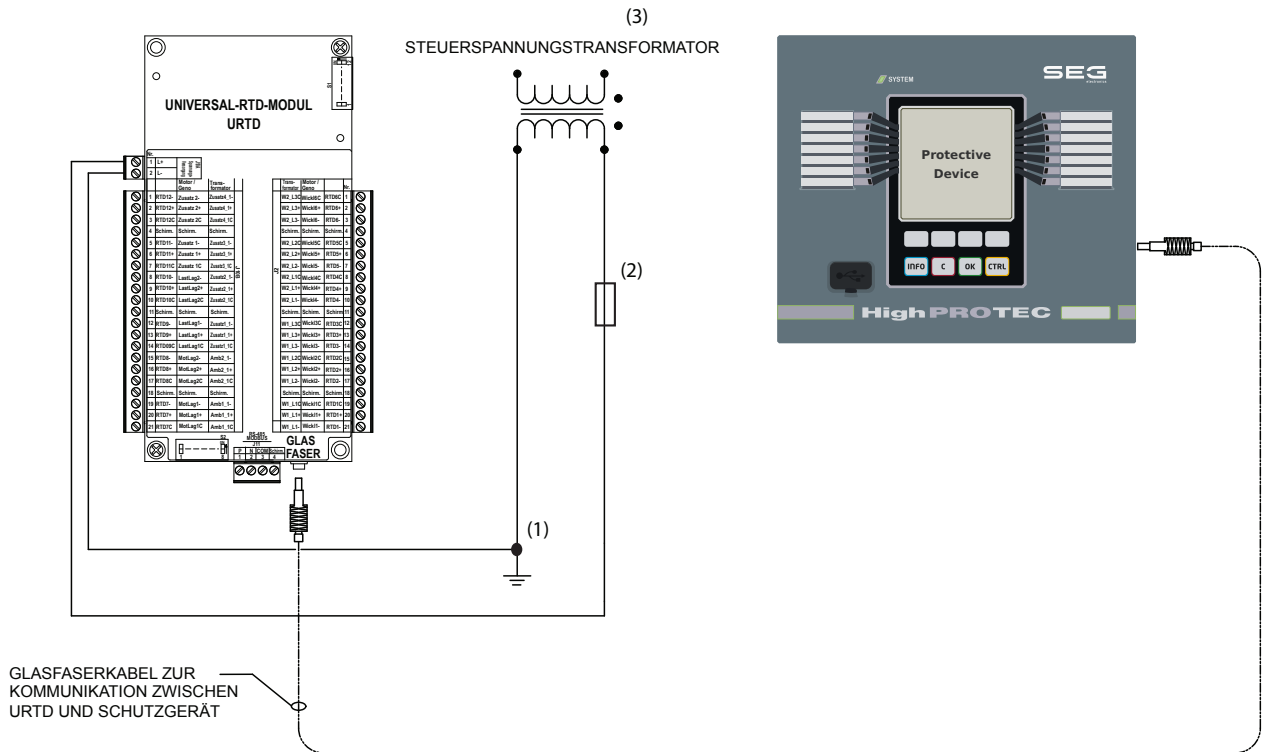 (3)
STEUERSPANNUNGSTRANSFORMATOR
SYSTEM
SEG
Protective
Device
INFO C OK CTRL
HighPROTEC
S1
UNIVERSAL-RTD-MODUL
URTD
Nr.
1 L+
2 L-
Motor / Geno Trans-formator
1 RTD12- Zusatz 2- Zusatz4_1-
2 RTD12+ Zusatz 2+ Zusatz4_1+
3 RTD12C Zusatz 2C Zusatz4_1C
4 Schirm. Schirm. Schirm.
5 RTD11- Zusatz 1- Zusatz3_1-
6 RTD11+ Zusatz 1+ Zusatz3_1+
7 RTD11C Zusatz 1C Zusatz3_1C
8 RTD10- LastLag2- Zusatz2_1-
9 RTD10+ LastLag2+ Zusatz2_1+
10 RTD10C LastLag2C Zusatz2_1C
11 Schirm. Schirm. Schirm.
12 RTD9- LastLag1- Zusatz1_1-
13 RTD9+ LastLag1+ Zusatz1_1+
14 RTD09C LastLag1C Zusatz1_1C
15 RTD8- MotLag2- Amb2_1-
16 RTD8+ MotLag2+ Amb2_1+
17 RTD8C MotLag2C Amb2_1C
18 Schirm. Schirm. Schirm.
19 RTD7- MotLag1- Amb1_1-
20 RTD7+ MotLag1+ Amb1_1+
21 RTD7C MotLag1C Amb1_1C
J2
Trans-formator Motor / Geno Nr.
W2_L3C Wickl6C RTD6C 1
W2_L3+ Wickl6+ RTD6+ 2
W2_L3- Wickl6- RTD6- 3
Schirm. Schirm. Schirm. 4
W2_L2C Wickl5C RTD5C 5
W2_L2+ Wickl5+ RTD5+ 6
W2_L2- Wickl5- RTD5- 7
W2_L1C Wickl4C RTD4C 8
W2_L1+ Wickl4+ RTD4+ 9
W2_L1- Wickl4- RTD4- 10
Schirm. Schirm. Schirm 11
W1_L3C Wickl3C RTD3C 12
W1_L3+ Wickl3+ RTD3+ 13
W1_L3- Wickl3- RTD3- 14
W1_L2C Wickl2C RTD2C 15
W1_L2+ Wickl2+ RTD2+ 16
W1_L2- Wickl2- RTD2- 17
Schirm. Schirm. Schirm. 18
W1_L1C Wickl1C RTD1C 19
W1_L1+ Wickl1+ RTD1+ 20
W1_L1- Wickl1- RTD1- 21
S2
RS-485
MODBUS
J11
P N COM Schirm.
1 2 3 4
GLAS
FASER
(2)
(1)
GLASFASERKABEL ZUR
KOMMUNIKATION ZWISCHEN
URTD UND SCHUTZGERÄT